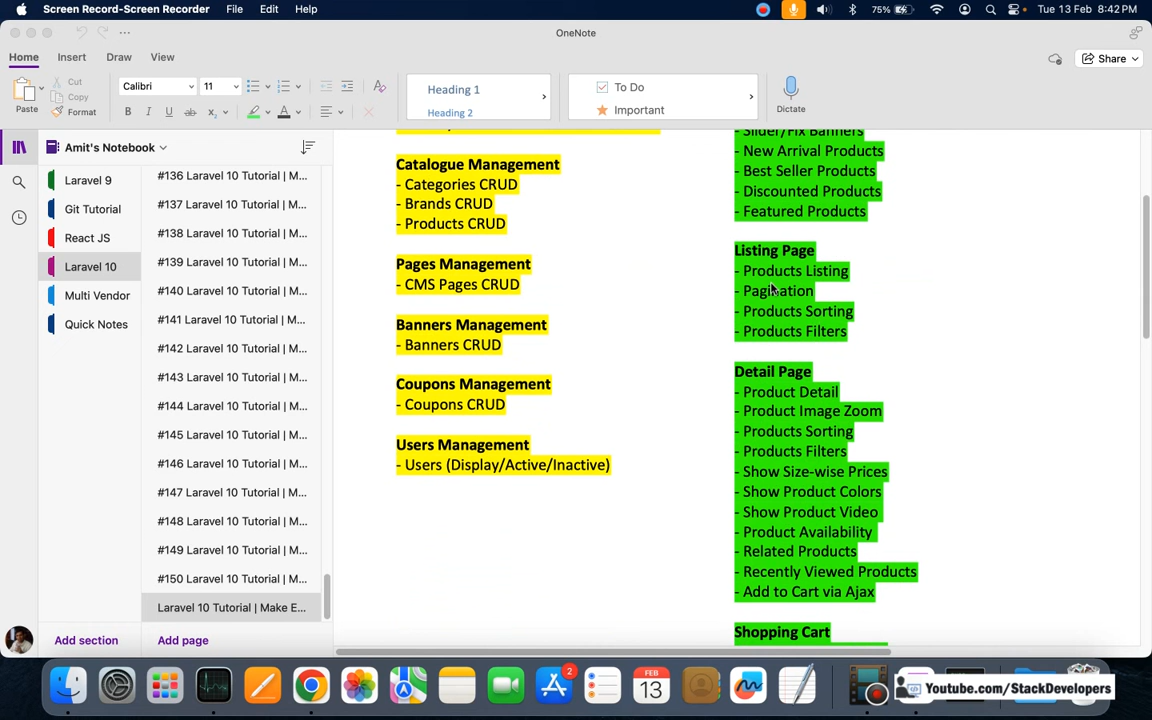 Screen Record-Screen Recorder File Edit Help
75% Tue 13 Feb 8:42 PM
OneNote
Home Insert Draw View
Share
Paste
Cut
Copy
Format
Calibri 11
Heading 1
Heading 2
To Do
Important
Dictate
Amit's Notebook
Laravel 9
Git Tutorial
React JS
Laravel 10
Multi Vendor
Quick Notes
#136 Laravel 10 Tutorial | M...
#137 Laravel 10 Tutorial | M...
#138 Laravel 10 Tutorial | M...
#139 Laravel 10 Tutorial | M...
#140 Laravel 10 Tutorial | M...
#141 Laravel 10 Tutorial | M...
#142 Laravel 10 Tutorial | M...
#143 Laravel 10 Tutorial | M...
#144 Laravel 10 Tutorial | M...
#145 Laravel 10 Tutorial | M...
#146 Laravel 10 Tutorial | M...
#147 Laravel 10 Tutorial | M...
#148 Laravel 10 Tutorial | M...
#149 Laravel 10 Tutorial | M...
#150 Laravel 10 Tutorial | M...
Laravel 10 Tutorial | Make E...
Add section
Add page
Catalogue Management
- Categories CRUD
- Brands CRUD
- Products CRUD
Pages Management
- CMS Pages CRUD
Banners Management
- Banners CRUD
Coupons Management
- Coupons CRUD
Users Management
- Users (Display/Active/Inactive)
- Slider/Fix Banners
- New Arrival Products
- Best Seller Products
- Discounted Products
- Featured Products
Listing Page
- Products Listing
- Pagination
- Products Sorting
- Products Filters
Detail Page
- Product Detail
- Product Image Zoom
- Products Sorting
- Products Filters
- Show Size-wise Prices
- Show Product Colors
- Show Product Video
- Product Availability
- Related Products
- Recently Viewed Products
- Add to Cart via Ajax
Shopping Cart
2
FEB
13
Youtube.com/StackDevelopers